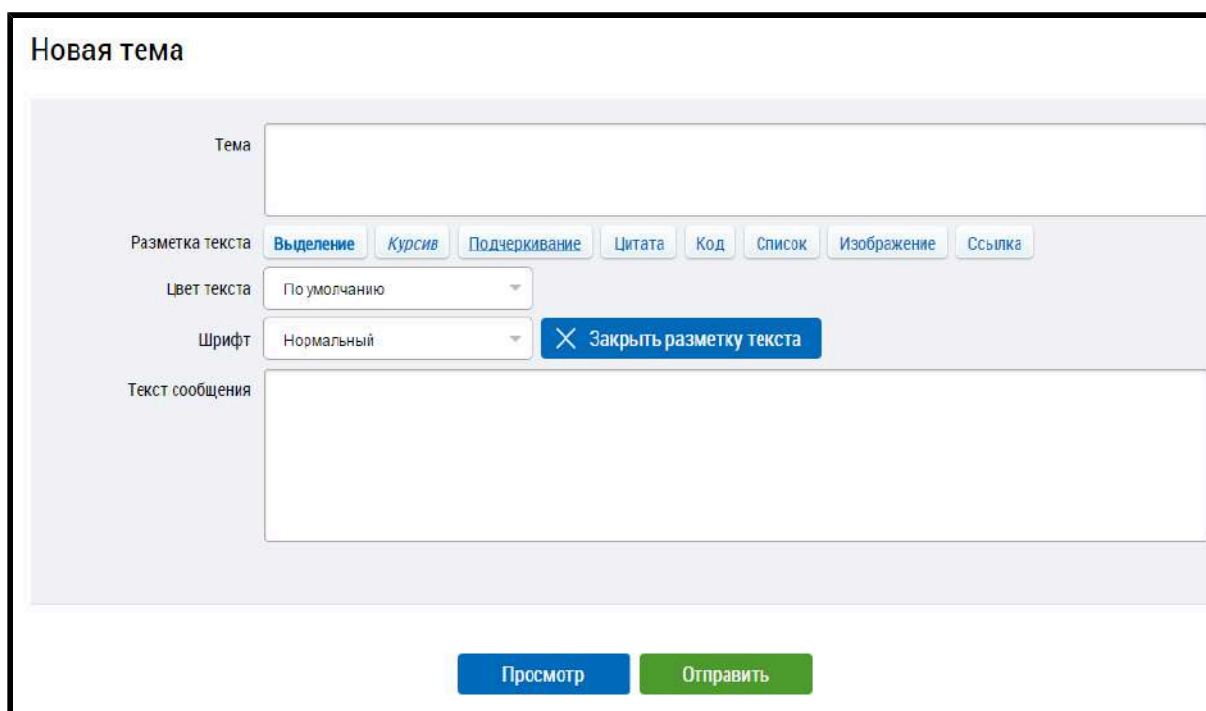 Новая тема
Тема
Разметка текста Выделение Курсив Подчеркивание Цитата Код Список Изображение Ссылка
Цвет текста По умолчанию
Шрифт Нормальный Закрыть разметку текста
Текст сообщения
Просмотр Отправить